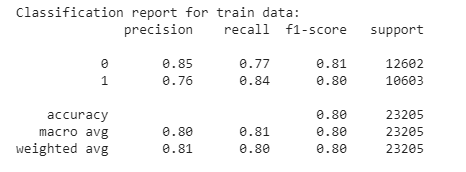 Classification report for train data:
precision recall f1-score support
0 0.85 0.77 0.81 12602
1 0.76 0.84 0.80 10603
accuracy 0.80 23205
macro avg 0.80 0.81 0.80 23205
weighted avg 0.81 0.80 0.80 23205